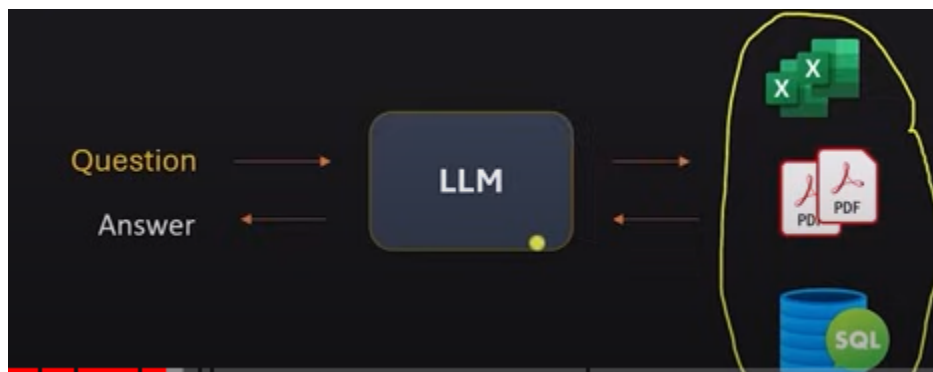 X
X
Question
LLM
Answer
PDF
PDF
SQL